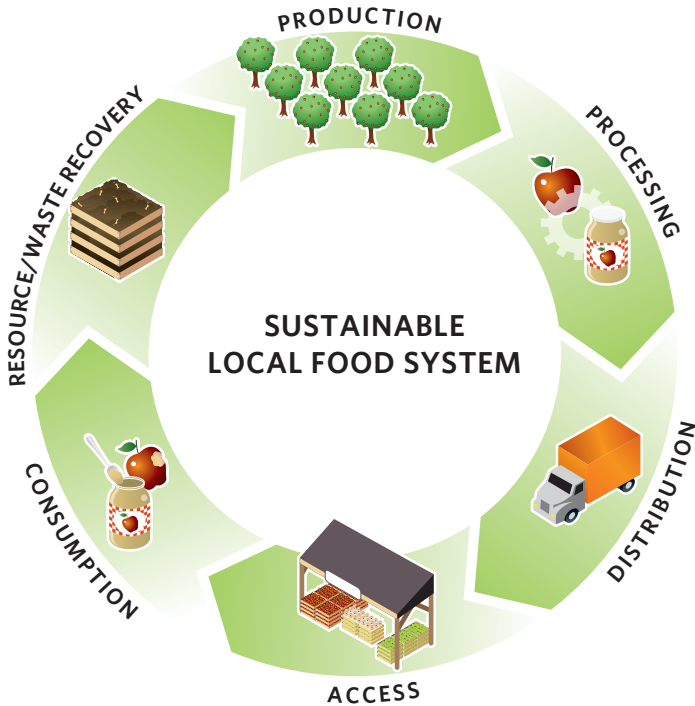 PRODUCTION
PROCESSING
DISTRIBUTION
ACCESS
CONSUMPTION
RESOURCE/WASTE RECOVERY
SUSTAINABLE
LOCAL FOOD SYSTEM